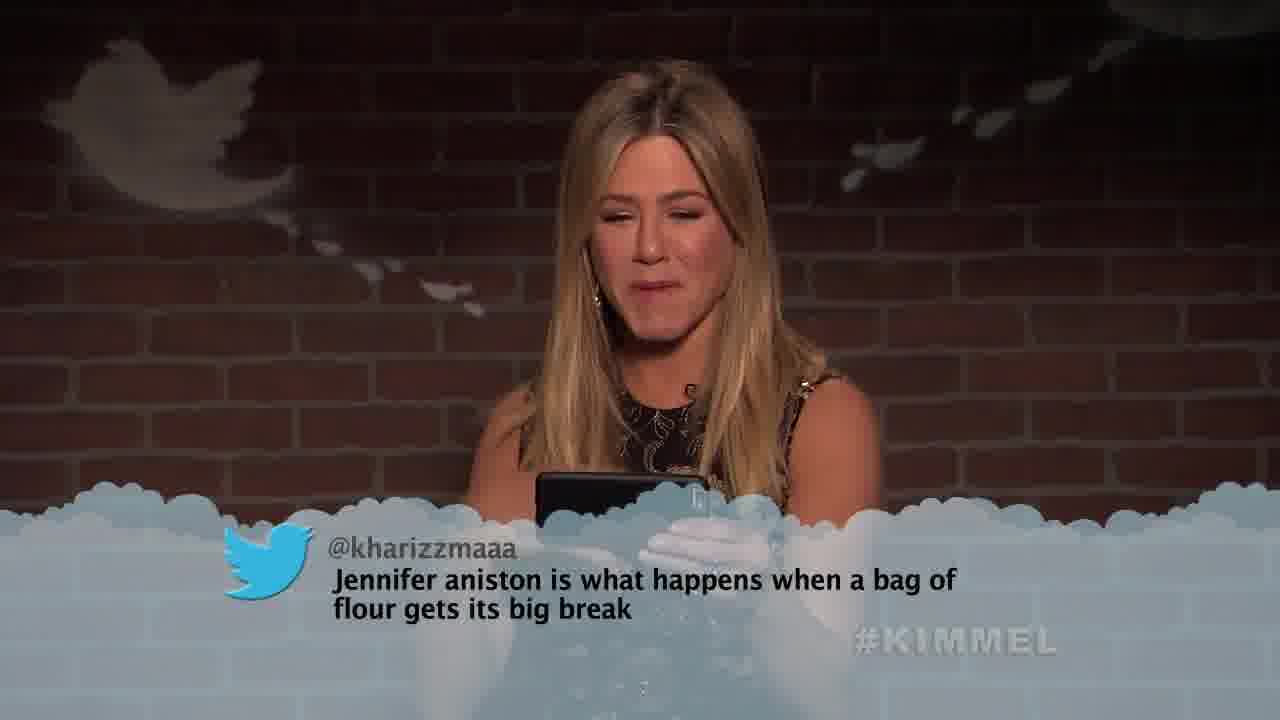 @kharizzmaaa
Jennifer aniston is what happens when a bag of
flour gets its big break
#KIMMEL